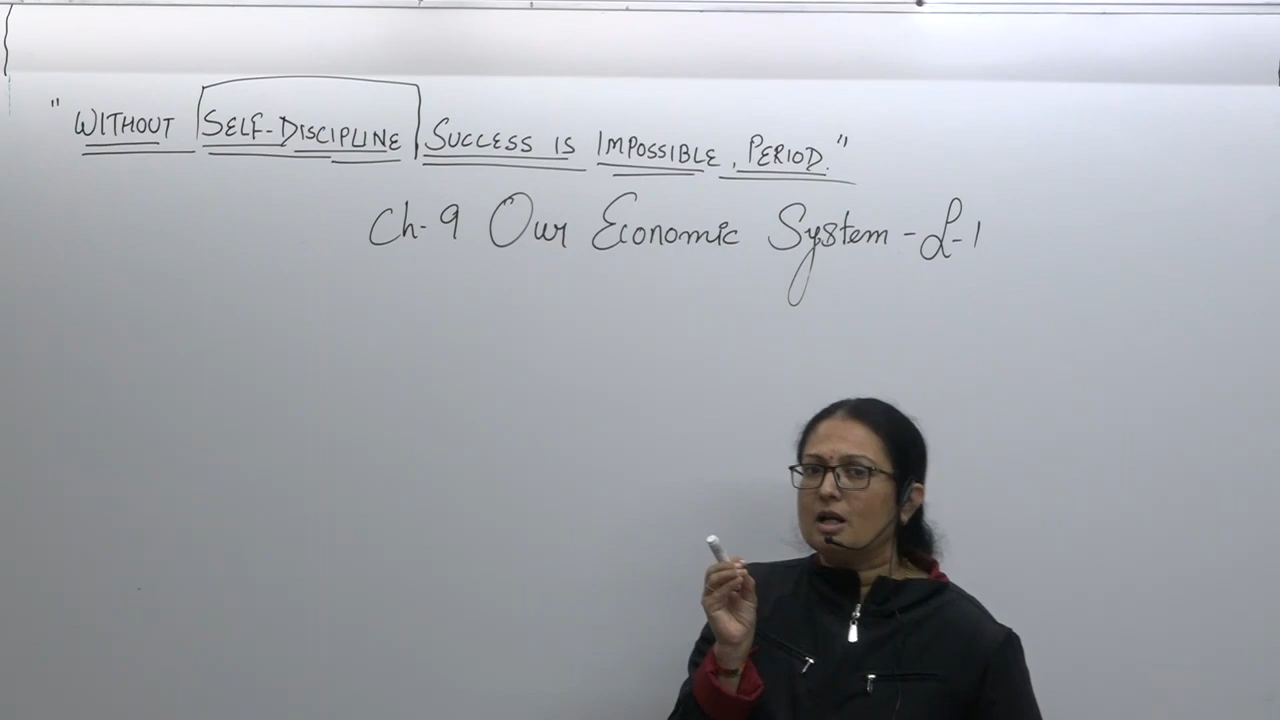 "WITHOUT SELF-DISCIPLINE SUCCESS IS IMPOSSIBLE, PERIOD."
Ch-9 Our Economic System - L-1